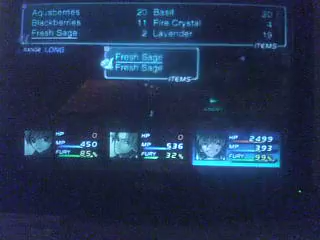 Aqusberries 20 Basil 20
Blackberries 11 Fire Crystal 4
Fresh Sage 2 Lavender 19
ITEMS
RANGE LONG
Fresh Sage
Fresh Sage
ITEMS
HP 0 HP 0 HP 2499
MP 450 MP 536 MP 393
FURY 85% FURY 32% FURY 99%